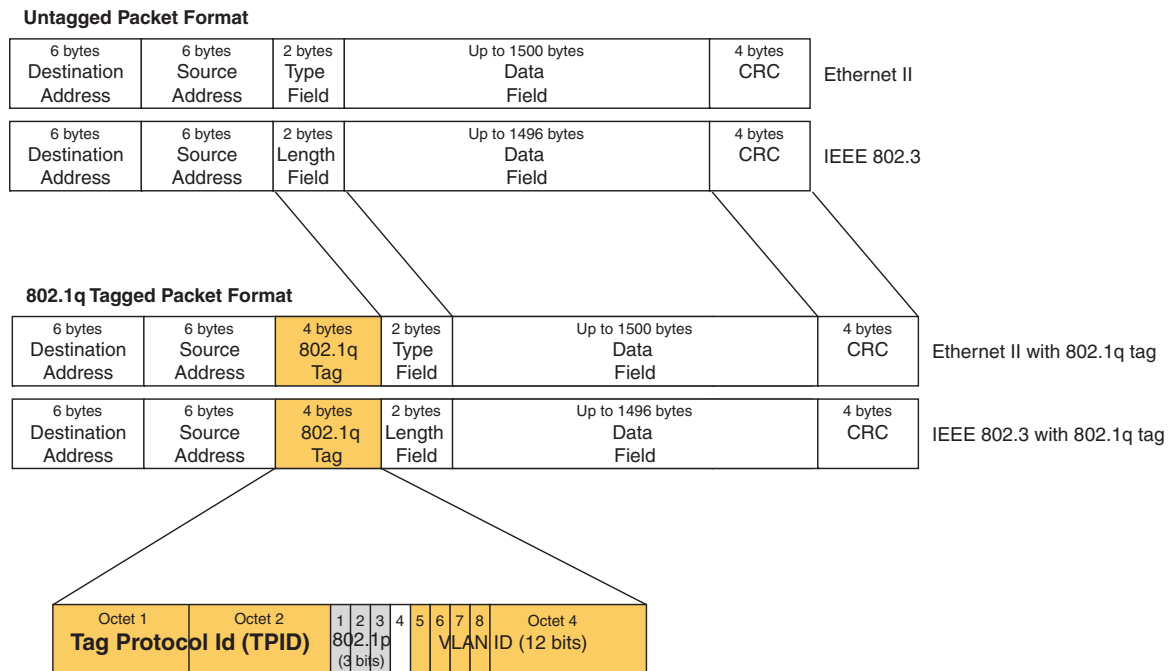 Untagged Packet Format
6 bytes 6 bytes 2 bytes Up to 1500 bytes 4 bytes
Destination Source Type Data CRC Ethernet II
Address Address Field Field
6 bytes 6 bytes 2 bytes Up to 1496 bytes 4 bytes
Destination Source Length Data CRC IEEE 802.3
Address Address Field Field
802.1q Tagged Packet Format
6 bytes 6 bytes 4 bytes 2 bytes Up to 1500 bytes 4 bytes
Destination Source 802.1q Type Data CRC Ethernet II with 802.1q tag
Address Address Tag Field Field
6 bytes 6 bytes 4 bytes 2 bytes Up to 1496 bytes 4 bytes
Destination Source 802.1q Length Data CRC IEEE 802.3 with 802.1q tag
Address Address Tag Field Field
Octet 1 Octet 2 1 2 3 4 5 6 7 8 Octet 4
Tag Protocol Id (TPID) 802.1p VLAN ID (12 bits)
(3 bits)